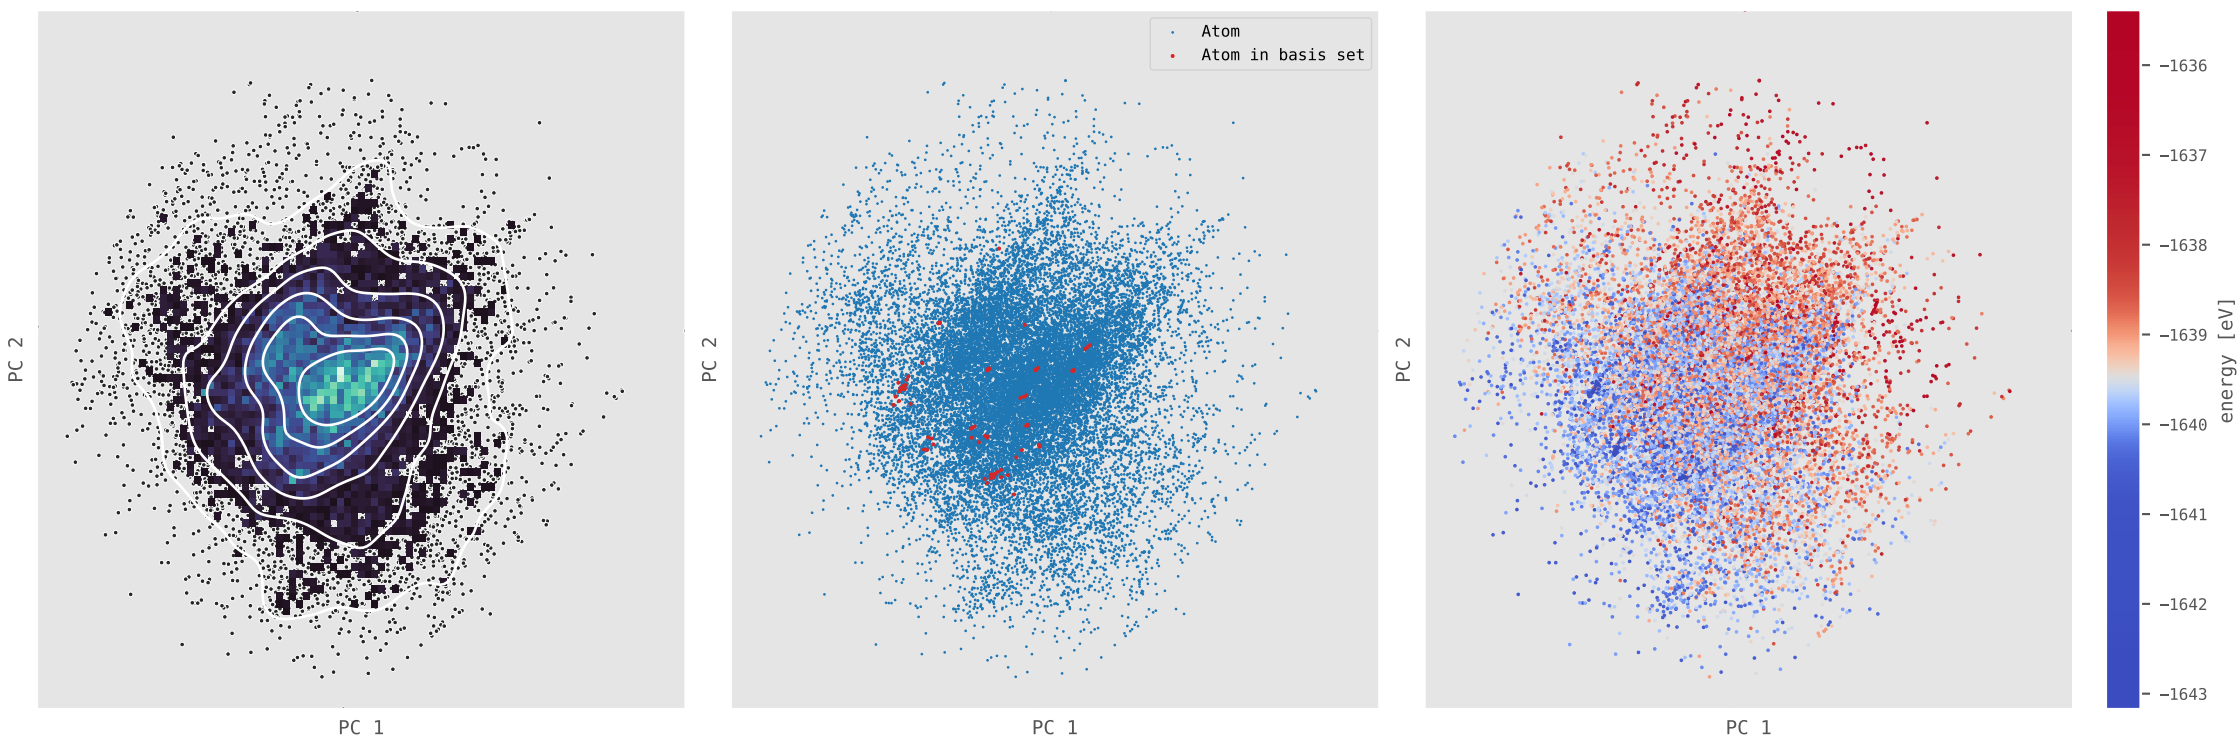 PC 2
PC 1
Atom
Atom in basis set
PC 2
PC 1
PC 2
PC 1
−1636
−1637
−1638
−1639
−1640
−1641
−1642
−1643
energy [eV]